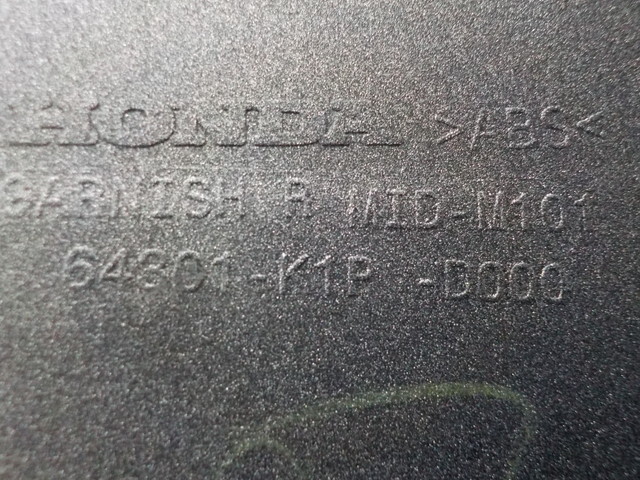 HONDA >ABS<
GARNISH R MID-M101
64301-K1P -D000